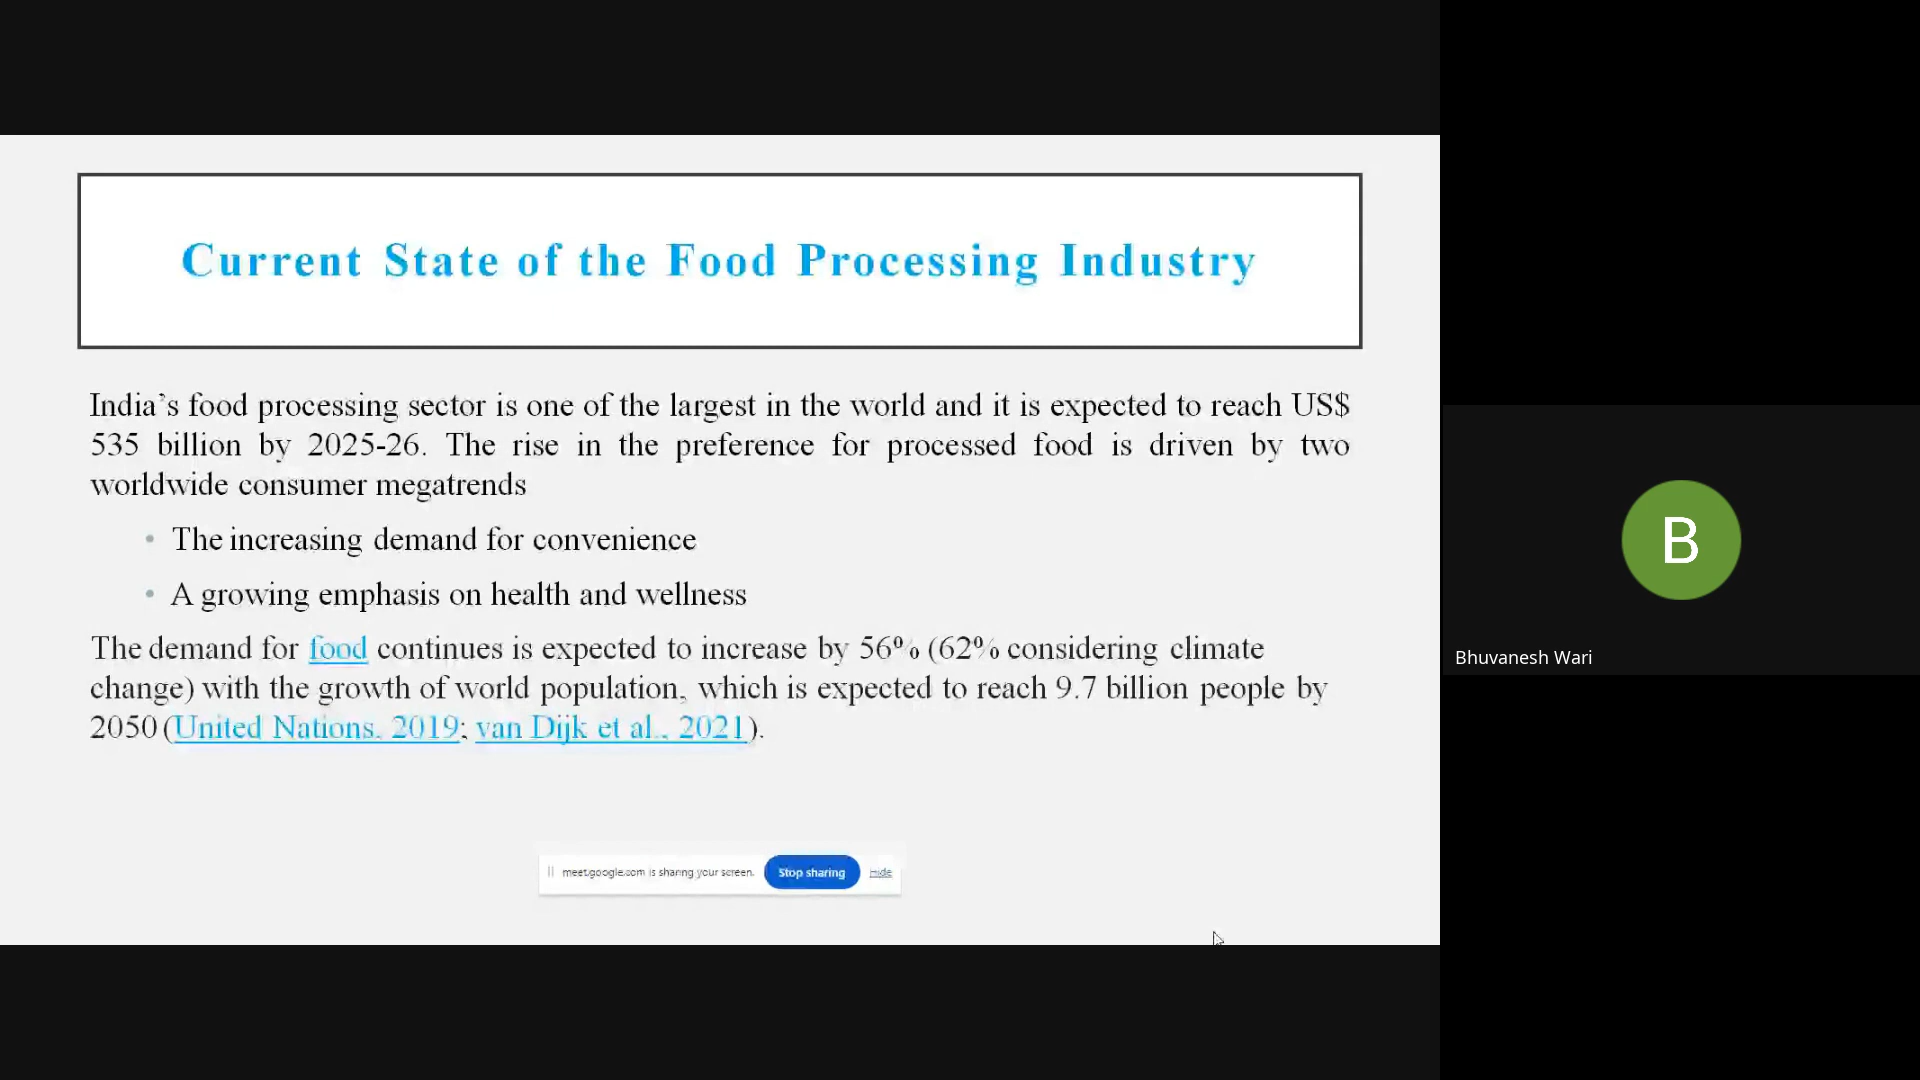 Current State of the Food Processing Industry
India's food processing sector is one of the largest in the world and it is expected to reach US$
535 billion by 2025-26. The rise in the preference for processed food is driven by two
worldwide consumer megatrends
• The increasing demand for convenience
• A growing emphasis on health and wellness
The demand for food continues is expected to increase by 56% (62% considering climate
change) with the growth of world population, which is expected to reach 9.7 billion people by
2050 (United Nations, 2019; van Dijk et al., 2021).
meet.google.com is sharing your screen. Stop sharing Hide
B
Bhuvanesh Wari